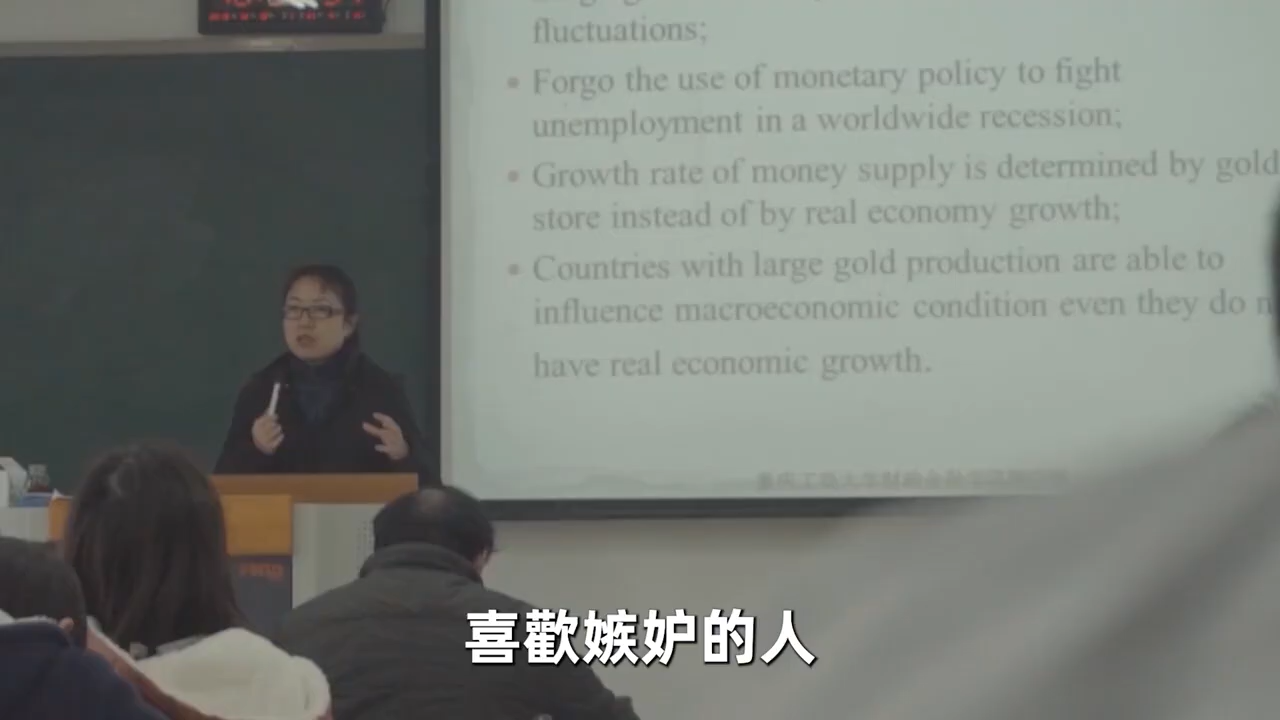 fluctuations;
• Forgo the use of monetary policy to fight
unemployment in a worldwide recession;
• Growth rate of money supply is determined by gold
store instead of by real economy growth;
• Countries with large gold production are able to
influence macroeconomic condition even they do
have real economic growth.
喜歡嫉妒的人